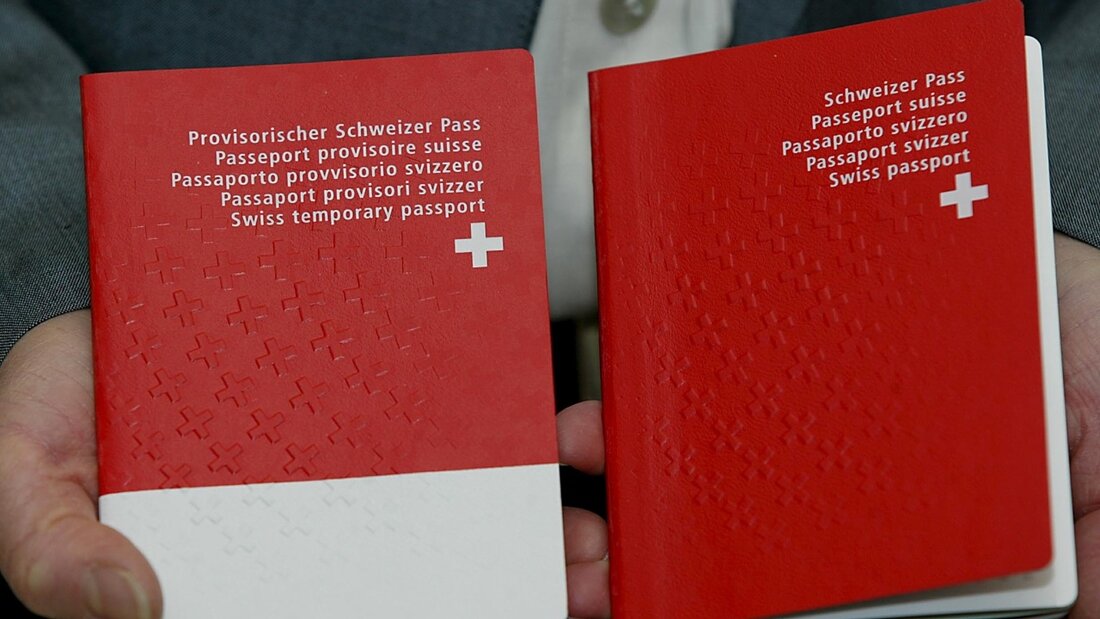 Provisorischer Schweizer Pass
Passeport provisoire suisse
Passaporto provvisorio svizzero
Passaport provisori svizzer
Swiss temporary passport
Schweizer Pass
Passeport suisse
Passaporto svizzero
Passaport svizzer
Swiss passport